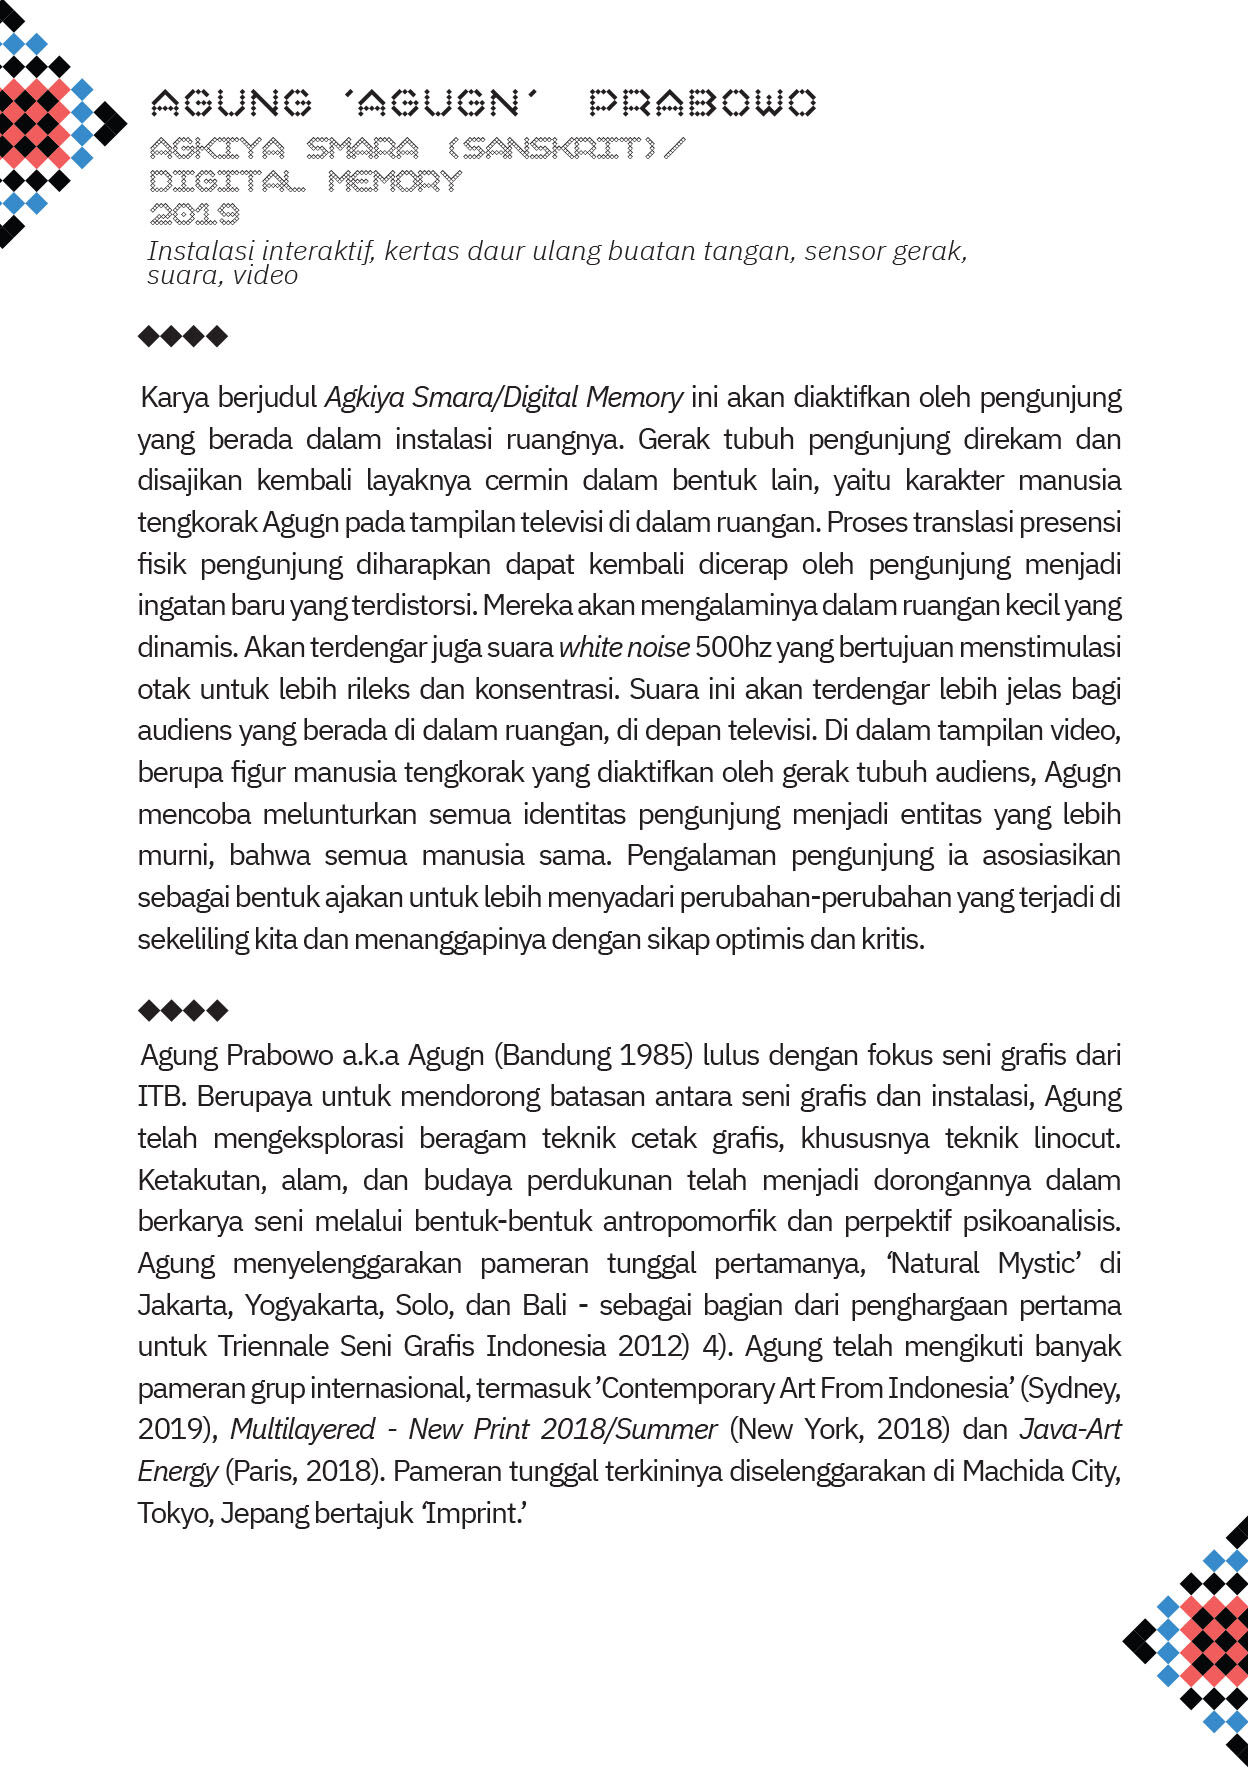 AGUNG 'AGUGN' PRABOWO
AGKIYA SMARA (SANSKRIT)/
DIGITAL MEMORY
2019
Instalasi interaktif, kertas daur ulang buatan tangan, sensor gerak,
suara, video
Karya berjudul Agkiya Smara/Digital Memory ini akan diaktifkan oleh pengunjung
yang berada dalam instalasi ruangnya. Gerak tubuh pengunjung direkam dan
disajikan kembali layaknya cermin dalam bentuk lain, yaitu karakter manusia
tengkorak Agugn pada tampilan televisi di dalam ruangan. Proses translasi presensi
fisik pengunjung diharapkan dapat kembali dicerap oleh pengunjung menjadi
ingatan baru yang terdistorsi. Mereka akan mengalaminya dalam ruangan kecil yang
dinamis. Akan terdengar juga suara white noise 500hz yang bertujuan menstimulasi
otak untuk lebih rileks dan konsentrasi. Suara ini akan terdengar lebih jelas bagi
audiens yang berada di dalam ruangan, di depan televisi. Di dalam tampilan video,
berupa figur manusia tengkorak yang diaktifkan oleh gerak tubuh audiens, Agugn
mencoba melunturkan semua identitas pengunjung menjadi entitas yang lebih
murni, bahwa semua manusia sama. Pengalaman pengunjung ia asosiasikan
sebagai bentuk ajakan untuk lebih menyadari perubahan-perubahan yang terjadi di
sekeliling kita dan menanggapinya dengan sikap optimis dan kritis.
Agung Prabowo a.k.a Agugn (Bandung 1985) lulus dengan fokus seni grafis dari
ITB. Berupaya untuk mendorong batasan antara seni grafis dan instalasi, Agung
telah mengeksplorasi beragam teknik cetak grafis, khususnya teknik linocut.
Ketakutan, alam, dan budaya perdukunan telah menjadi dorongannya dalam
berkarya seni melalui bentuk-bentuk antropomorfik dan perpektif psikoanalisis.
Agung menyelenggarakan pameran tunggal pertamanya, ‘Natural Mystic’ di
Jakarta, Yogyakarta, Solo, dan Bali - sebagai bagian dari penghargaan pertama
untuk Triennale Seni Grafis Indonesia 2012) 4). Agung telah mengikuti banyak
pameran grup internasional, termasuk ’Contemporary Art From Indonesia’ (Sydney,
2019), Multilayered - New Print 2018/Summer (New York, 2018) dan Java-Art
Energy (Paris, 2018). Pameran tunggal terkininya diselenggarakan di Machida City,
Tokyo, Jepang bertajuk ‘Imprint.’